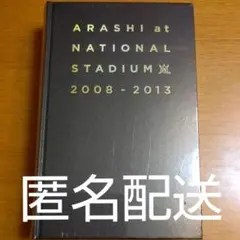 ARASHI at
NATIONAL
STADIUM 嵐
2008 - 2013
匿名配送